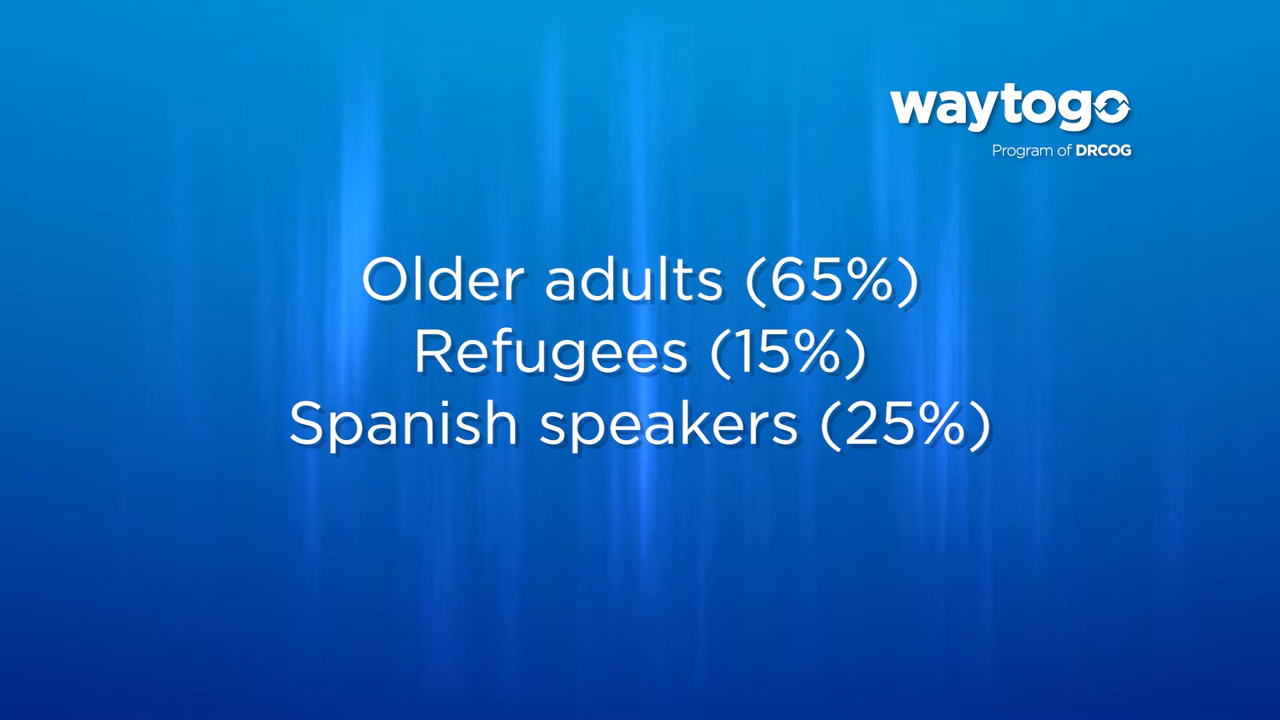 waytogo
Program of DRCOG
Older adults (65%)
Refugees (15%)
Spanish speakers (25%)